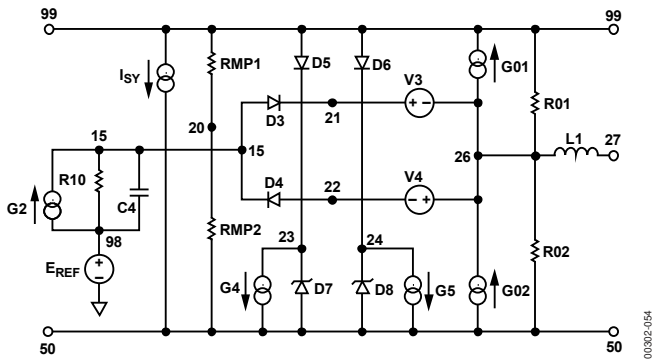 99
99
ISY
RMP1
D5
D6
V3
G01
+ −
D3
21
R01
20
15
15
26
L1
27
R10
C4
G2
D4
22
V4
− +
98
RMP2
R02
EREF
+
−
23
24
G4
D7
D8
G5
G02
50
50
00302-054